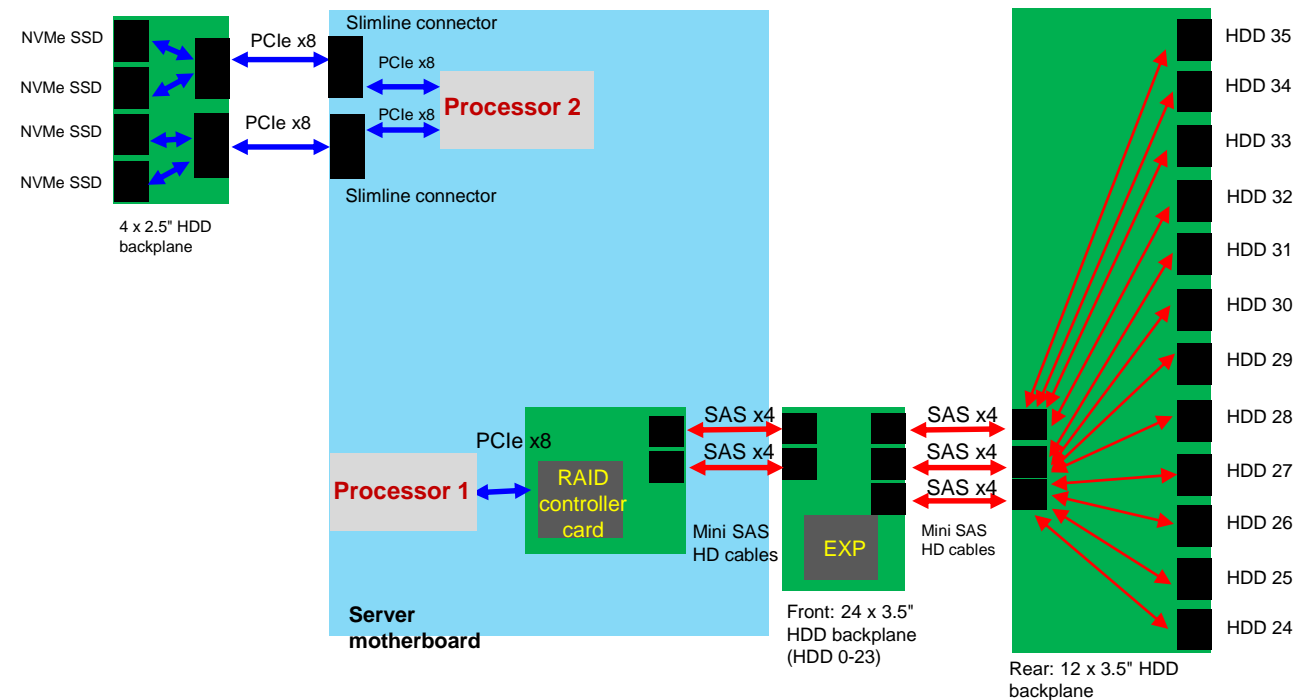 Slimline connector
NVMe SSD
NVMe SSD
NVMe SSD
NVMe SSD
PCIe x8
PCIe x8
PCIe x8
PCIe x8
Processor 2
Slimline connector
4 x 2.5" HDD
backplane
PCIe x8
Processor 1
RAID
controller
card
SAS x4
SAS x4
Mini SAS
HD cables
EXP
SAS x4
SAS x4
SAS x4
Mini SAS
HD cables
Server
motherboard
Front: 24 x 3.5"
HDD backplane
(HDD 0-23)
HDD 35
HDD 34
HDD 33
HDD 32
HDD 31
HDD 30
HDD 29
HDD 28
HDD 27
HDD 26
HDD 25
HDD 24
Rear: 12 x 3.5" HDD
backplane